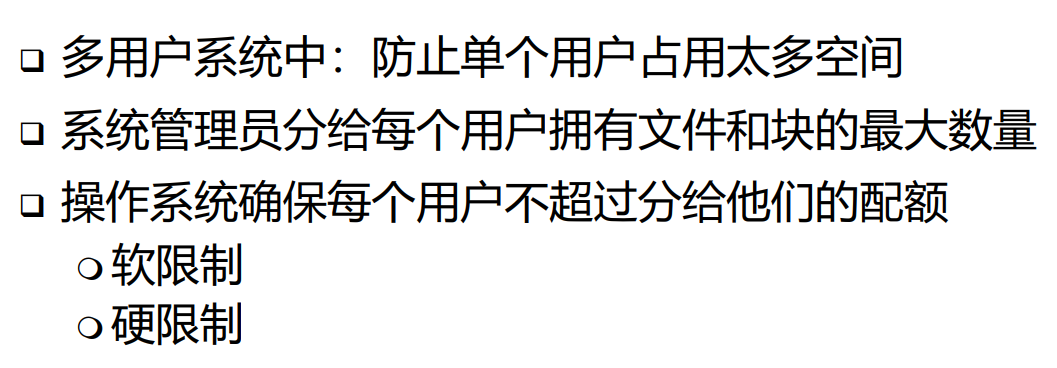 ❑ 多用户系统中：防止单个用户占用太多空间
❑ 系统管理员分给每个用户拥有文件和块的最大数量
❑ 操作系统确保每个用户不超过分给他们的配额
❍ 软限制
❍ 硬限制